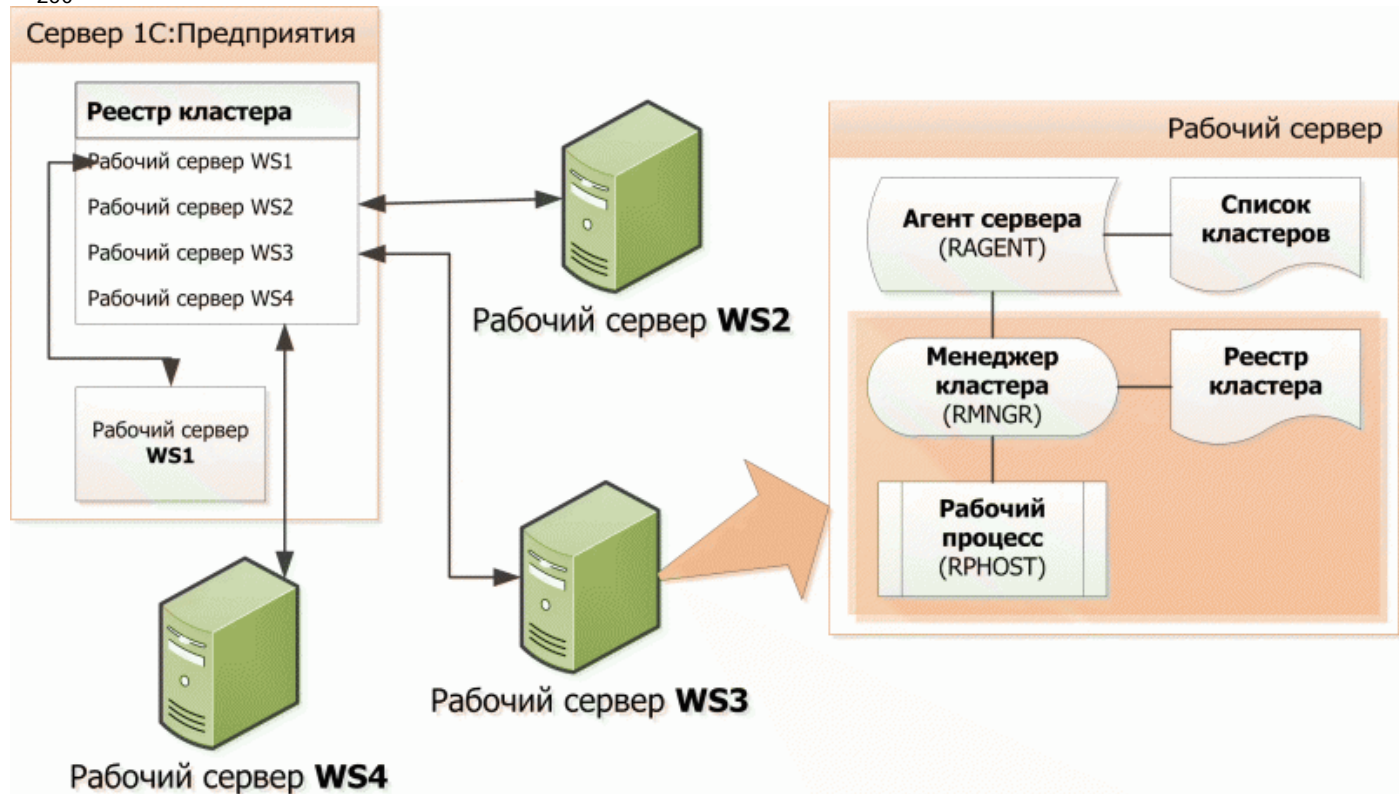 Сервер 1С:Предприятия
Реестр кластера
Рабочий сервер WS1
Рабочий сервер WS2
Рабочий сервер WS3
Рабочий сервер WS4
Рабочий сервер
WS1
Рабочий сервер WS2
Рабочий сервер WS3
Рабочий сервер WS4
Рабочий сервер
Агент сервера
(RAGENT)
Список
кластеров
Менеджер
кластера
(RMNGR)
Реестр
кластера
Рабочий
процесс
(RPHOST)